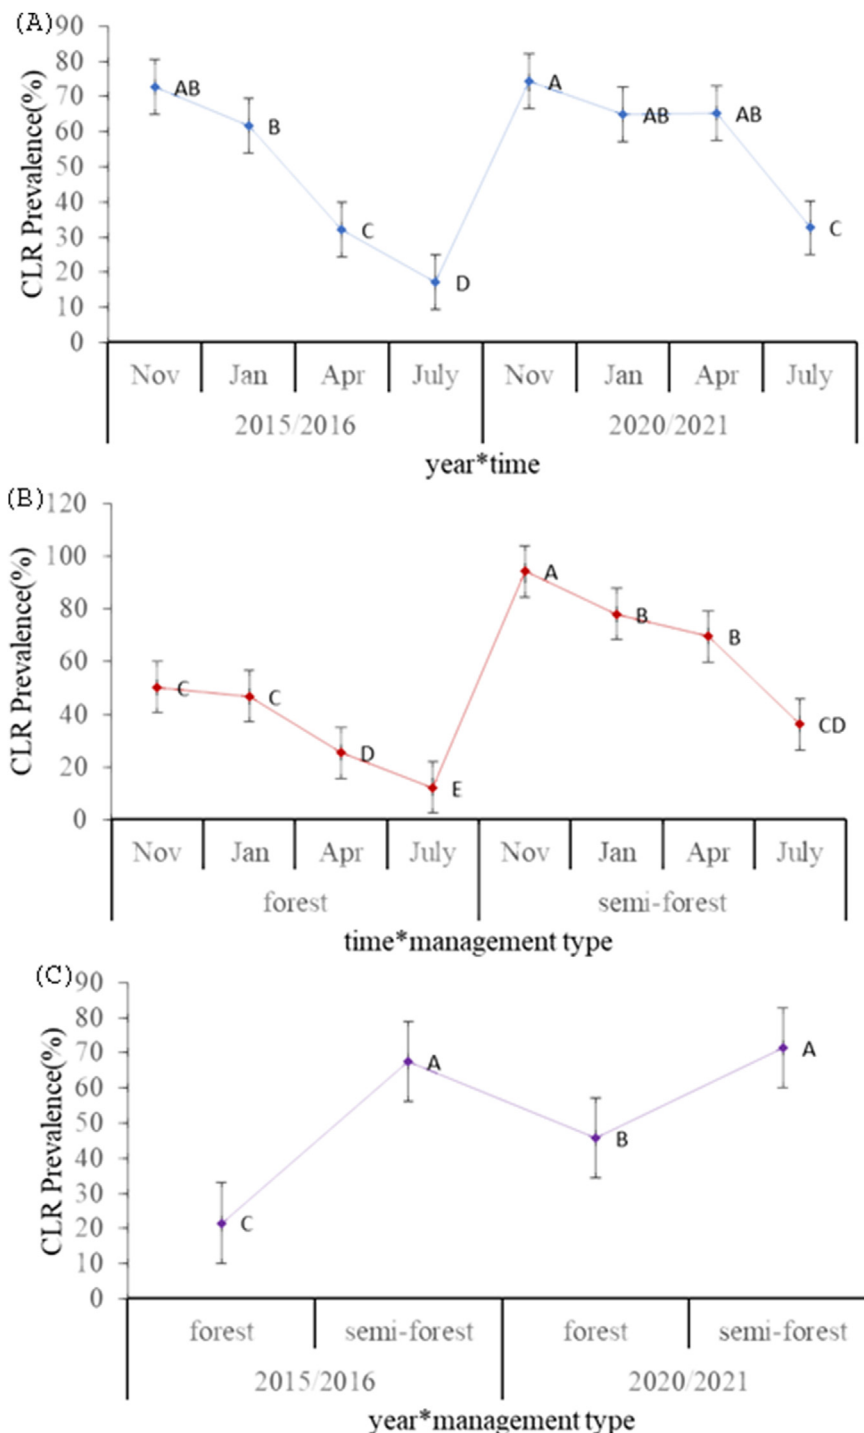 (A)
CLR Prevalence(%)
90
80
70
60
50
40
30
20
10
0
AB
B
C
D
A
AB
AB
C
Nov Jan Apr July Nov Jan Apr July
2015/2016 2020/2021
year*time
(B)
CLR Prevalence(%)
120
100
80
60
40
20
0
C
C
D
E
A
B
B
CD
Nov Jan Apr July Nov Jan Apr July
forest semi-forest
time*management type
(C)
CLR Prevalence(%)
90
80
70
60
50
40
30
20
10
0
C
A
B
A
forest semi-forest forest semi-forest
2015/2016 2020/2021
year*management type